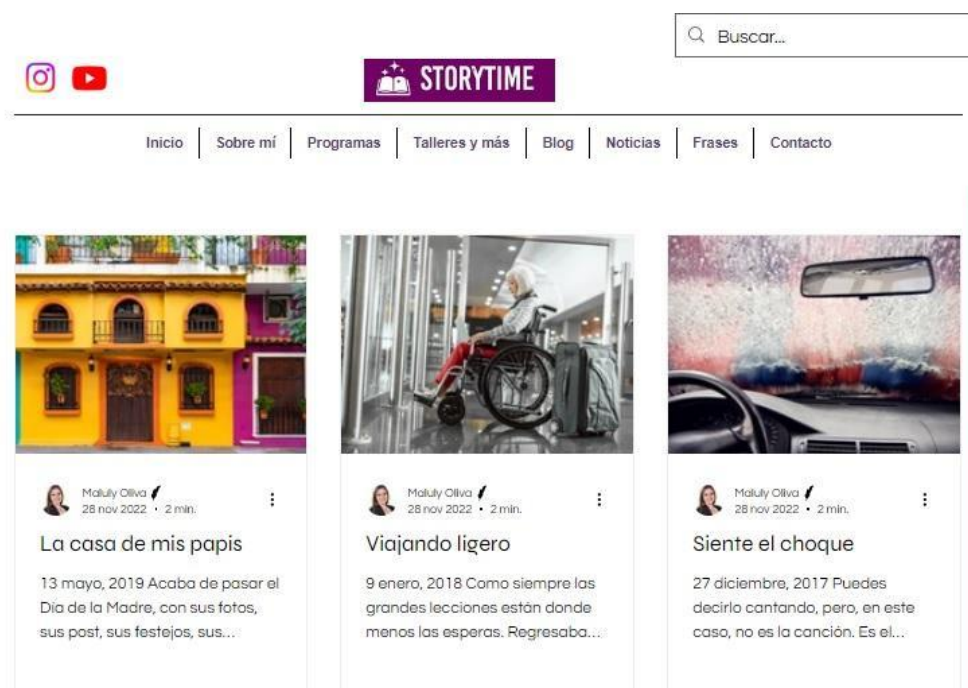 Buscar...
STORYTIME
Inicio Sobre mí Programas Talleres y más Blog Noticias Frases Contacto
Maluly Oliva
28 nov 2022 • 2 min.
La casa de mis papis
13 mayo, 2019 Acaba de pasar el
Día de la Madre, con sus fotos,
sus post, sus festejos, sus...
Maluly Oliva
28 nov 2022 • 2 min.
Viajando ligero
9 enero, 2018 Como siempre las
grandes lecciones están donde
menos las esperas. Regresaba...
Maluly Oliva
28 nov 2022 • 2 min.
Siente el choque
27 diciembre, 2017 Puedes
decirlo cantando, pero, en este
caso, no es la canción. Es el...